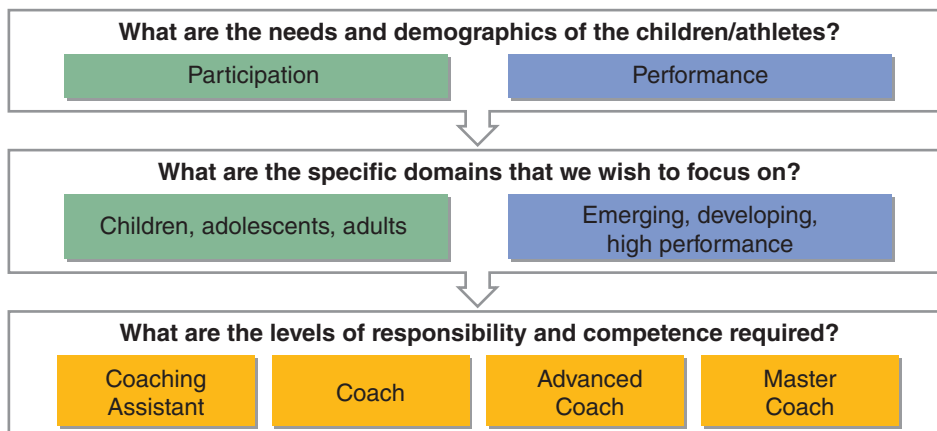 What are the needs and demographics of the children/athletes?
Participation
Performance
What are the specific domains that we wish to focus on?
Children, adolescents, adults
Emerging, developing,
high performance
What are the levels of responsibility and competence required?
Coaching
Assistant
Coach
Advanced
Coach
Master
Coach